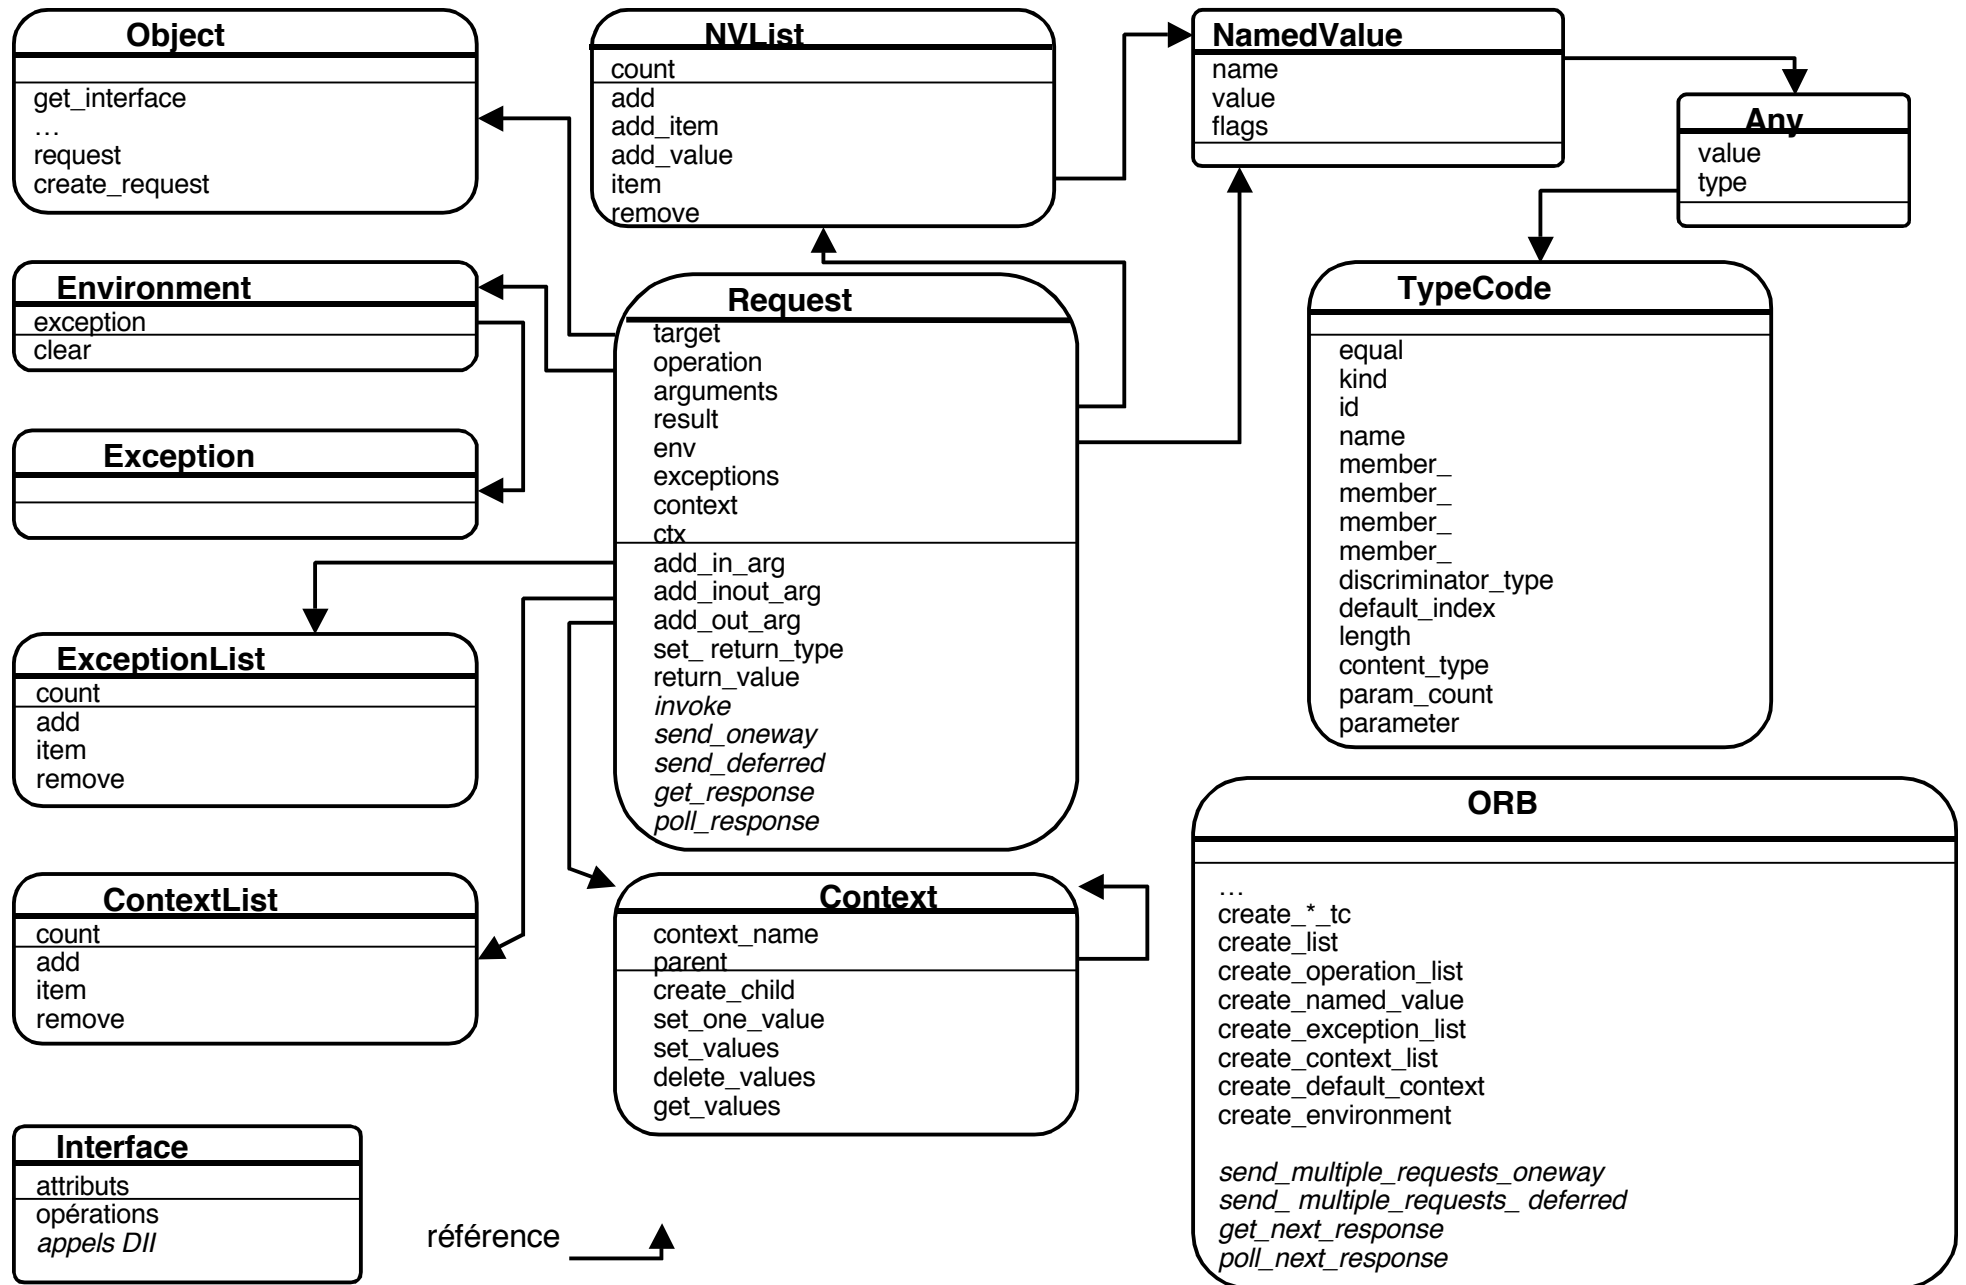 Object
get_interface
…
request
create_request
NVList
count
add
add_item
add_value
item
remove
NamedValue
name
value
flags
Any
value
type
Environment
exception
clear
Exception
Request
target
operation
arguments
result
env
exceptions
context
ctx
add_in_arg
add_inout_arg
add_out_arg
set_ return_type
return_value
invoke
send_oneway
send_deferred
get_response
poll_response
TypeCode
equal
kind
id
name
member_
member_
member_
member_
discriminator_type
default_index
length
content_type
param_count
parameter
ExceptionList
count
add
item
remove
ContextList
count
add
item
remove
Context
context_name
parent
create_child
set_one_value
set_values
delete_values
get_values
ORB
…
create_*_tc
create_list
create_operation_list
create_named_value
create_exception_list
create_context_list
create_default_context
create_environment
send_multiple_requests_oneway
send_ multiple_requests_ deferred
get_next_response
poll_next_response
Interface
attributs
opérations
appels DII
référence